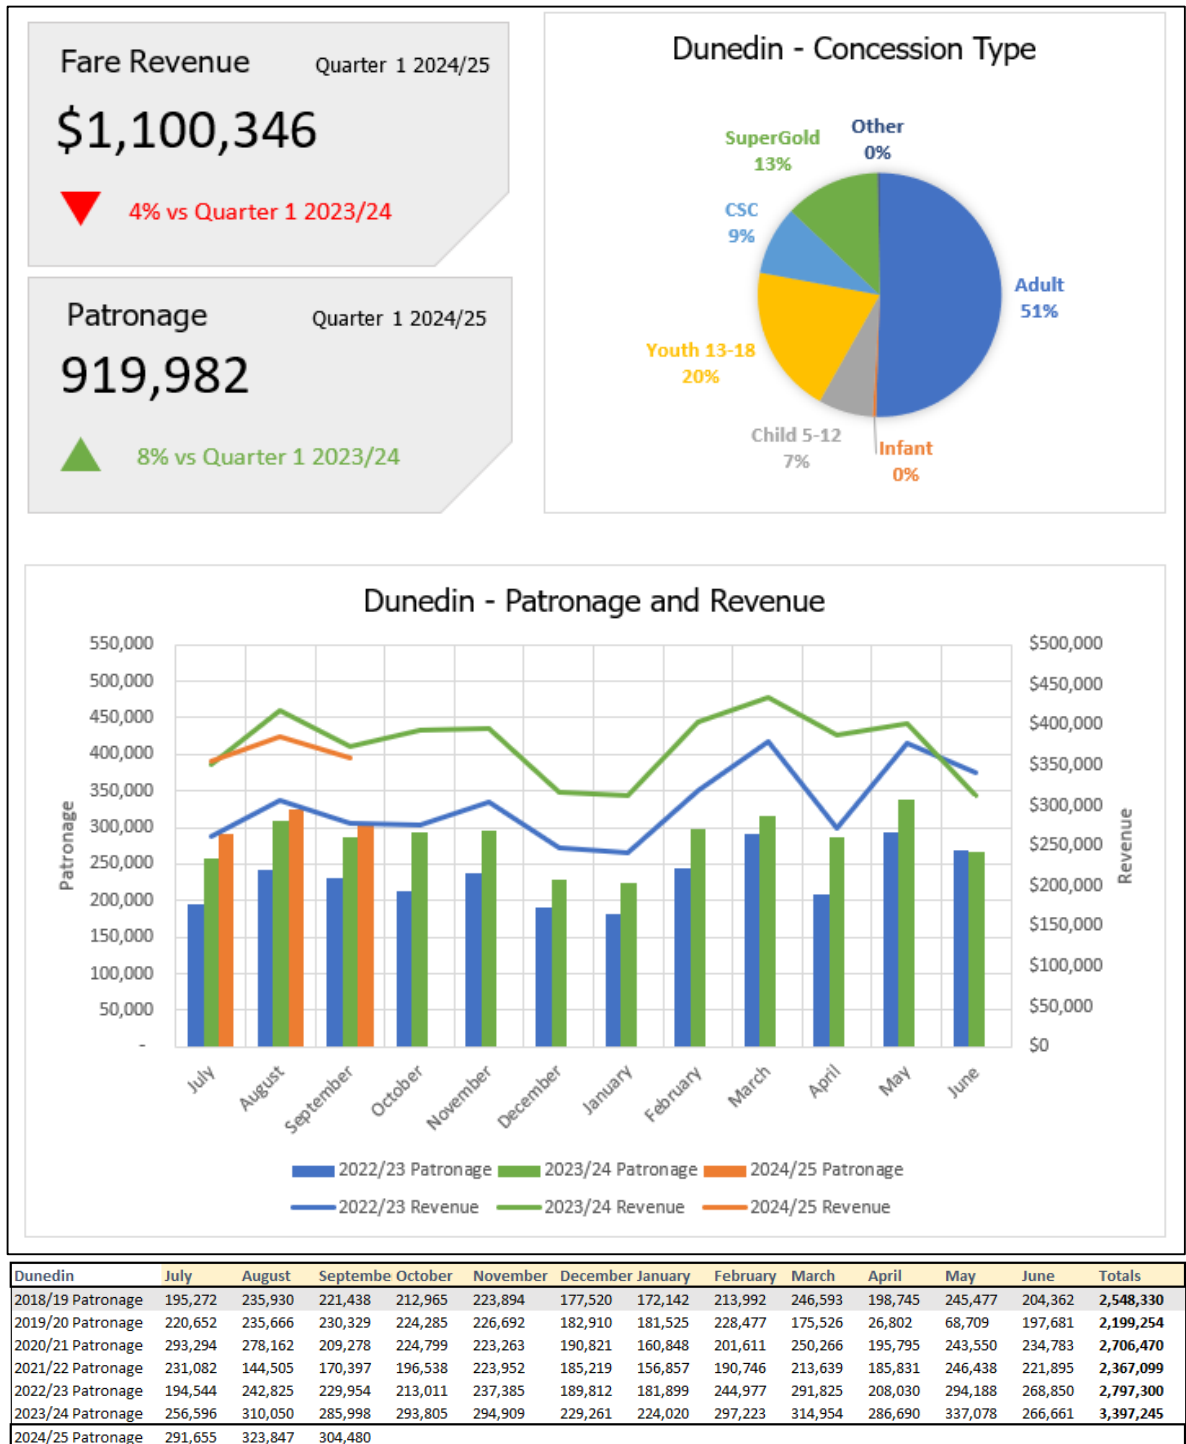 Fare Revenue Quarter 1 2024/25
$1,100,346
4% vs Quarter 1 2023/24
Patronage Quarter 1 2024/25
919,982
8% vs Quarter 1 2023/24
Dunedin - Concession Type
Other
0%
SuperGold
13%
CSC
9%
Adult
51%
Youth 13-18
20%
Child 5-12
7%
Infant
0%
Dunedin - Patronage and Revenue
550,000
500,000
450,000
400,000
350,000
300,000
250,000
200,000
150,000
100,000
50,000
-
Patronage
$500,000
$450,000
$400,000
$350,000
$300,000
$250,000
$200,000
$150,000
$100,000
$50,000
$0
Revenue
July August September October November December January February March April May June
2022/23 Patronage 2023/24 Patronage 2024/25 Patronage
2022/23 Revenue 2023/24 Revenue 2024/25 Revenue
Dunedin July August Septembe October November December January February March April May June Totals
2018/19 Patronage 195,272 235,930 221,438 212,965 223,894 177,520 172,142 213,992 246,593 198,745 245,477 204,362 2,548,330
2019/20 Patronage 220,652 235,666 230,329 224,285 226,692 182,910 181,525 228,477 175,526 26,802 68,709 197,681 2,199,254
2020/21 Patronage 293,294 278,162 209,278 224,799 223,263 190,821 160,848 201,611 250,266 195,795 243,550 234,783 2,706,470
2021/22 Patronage 231,082 144,505 170,397 196,538 223,952 185,219 156,857 190,746 213,639 185,831 246,438 221,895 2,367,099
2022/23 Patronage 194,544 242,825 229,954 213,011 237,385 189,812 181,899 244,977 291,825 208,030 294,188 268,850 2,797,300
2023/24 Patronage 256,596 310,050 285,998 293,805 294,909 229,261 224,020 297,223 314,954 286,690 337,078 266,661 3,397,245
2024/25 Patronage 291,655 323,847 304,480